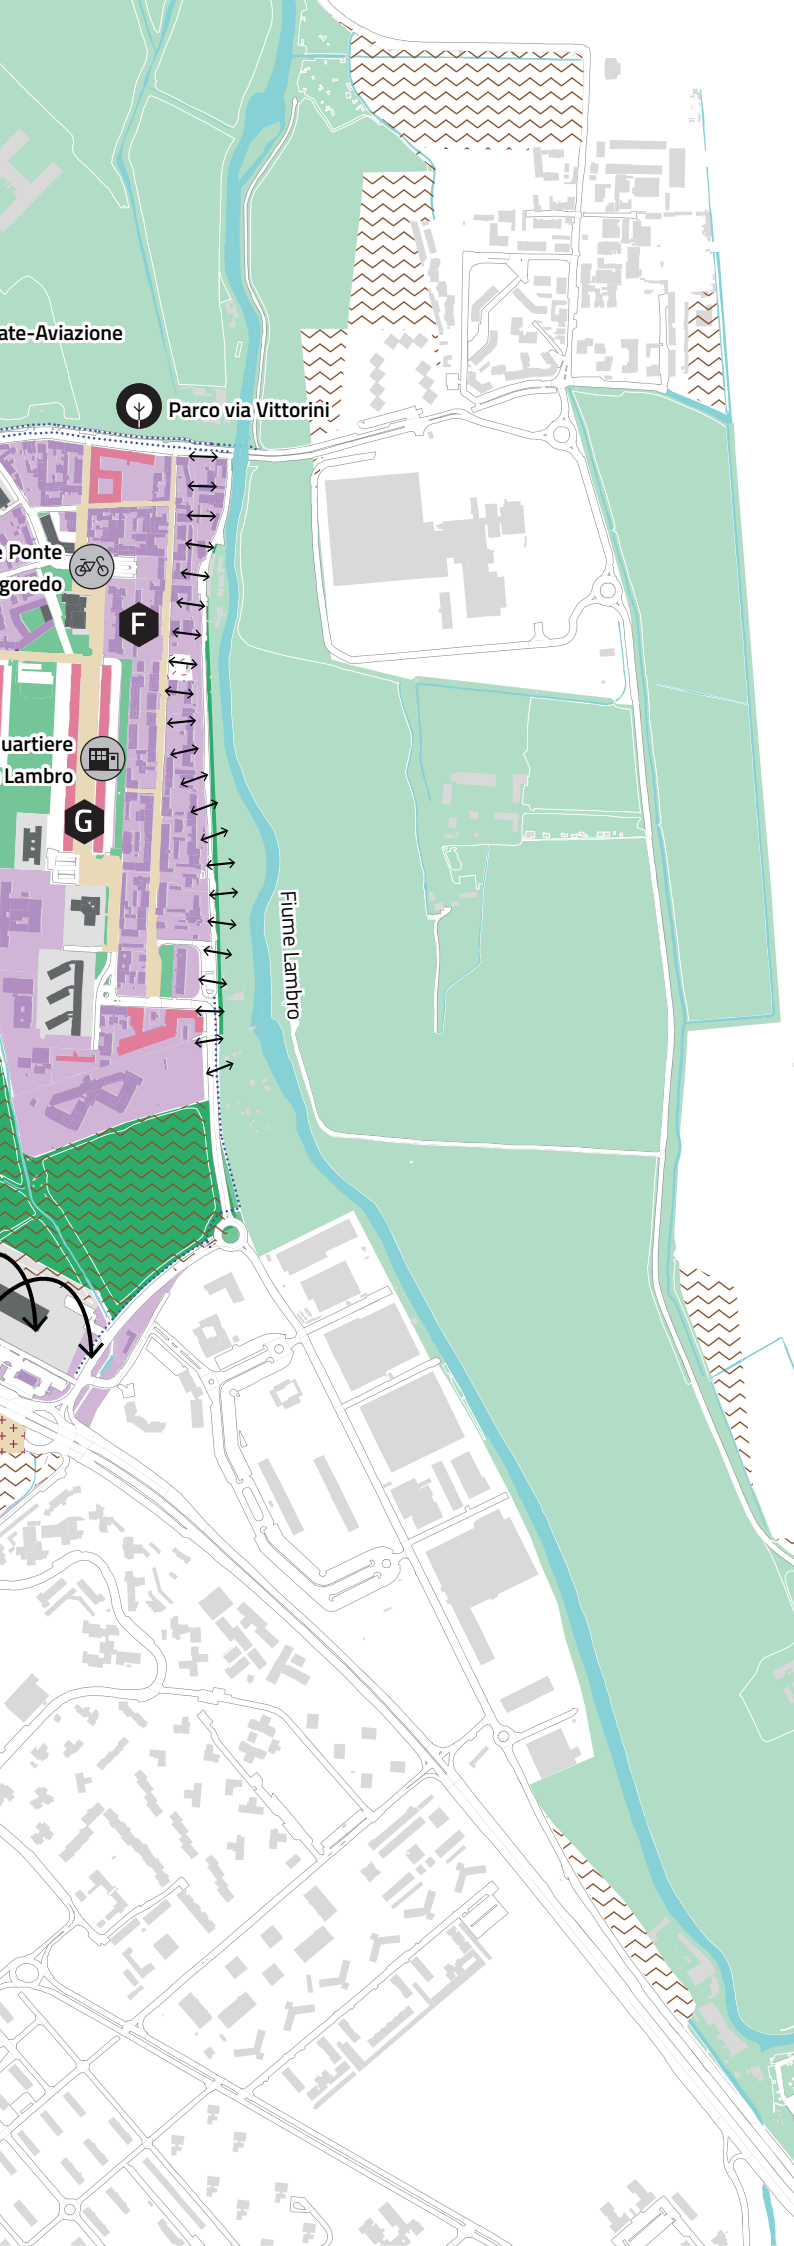 ate-Aviazione
Parco via Vittorini
e Ponte
goredo
F
uartiere
Lambro
G
Fiume Lambro